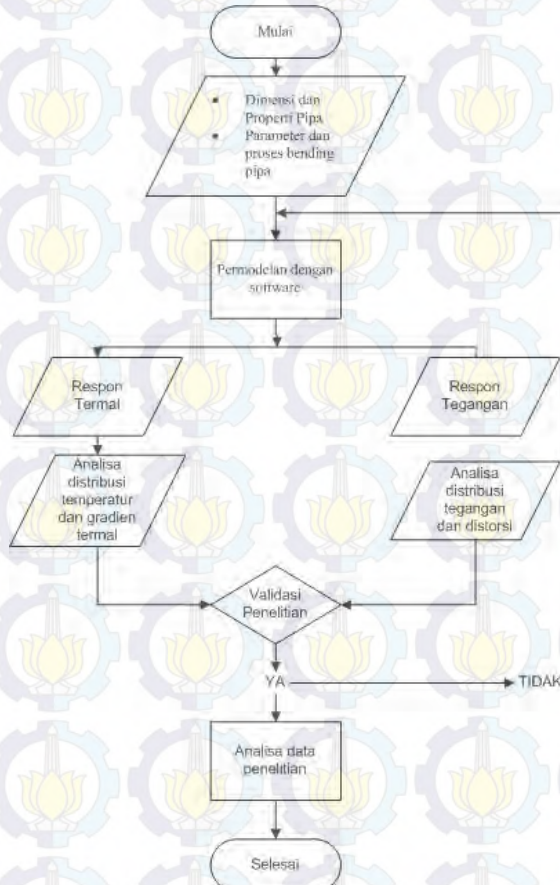 Mulai
▪ Dimensi dan
Properti Pipa
▪ Parameter dan
proses bending
pipa
Permodelan dengan
software
Respon
Termal
Respon
Tegangan
Analisa
distribusi
temperatur
dan gradien
termal
Analisa
distribusi
tegangan
dan distorsi
Validasi
Penelitian
YA
TIDAK
Analisa data
penelitian
Selesai